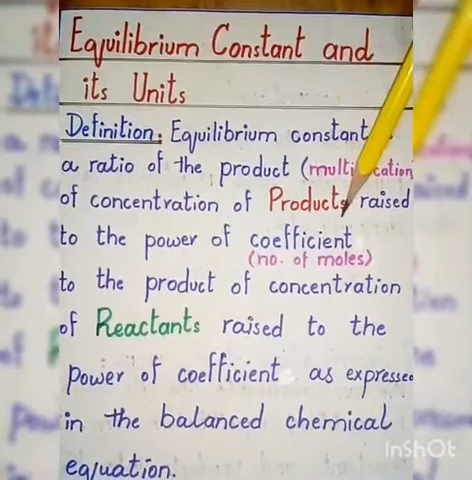 Equilibrium Constant and
its Units
Definition: Equilibrium constant
a ratio of the product (multi cation
of concentration of Products raised
to the power of coefficient
(no. of moles)
to the product of concentration
of Reactants raised to the
power of coefficient as expressed
in the balanced chemical
equation.
InShOt